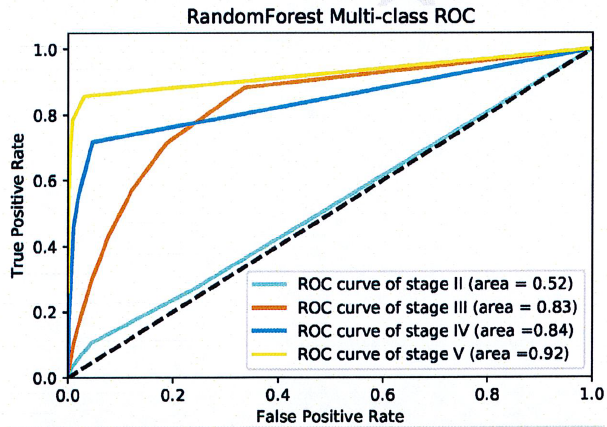 RandomForest Multi-class ROC
True Positive Rate
1.0
0.8
0.6
0.4
0.2
0.0
ROC curve of stage II (area = 0.52)
ROC curve of stage III (area = 0.83)
ROC curve of stage IV (area =0.84)
ROC curve of stage V (area =0.92)
0.0 0.2 0.4 0.6 0.8 1.0
False Positive Rate